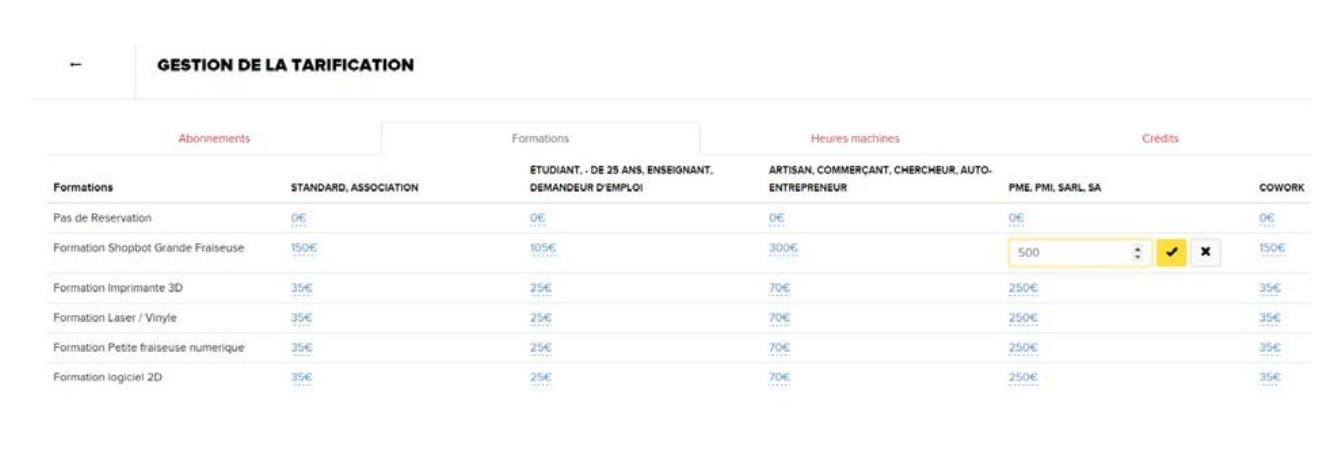 ← GESTION DE LA TARIFICATION
Abonnements Formations Heures machines Crédits
Formations STANDARD, ASSOCIATION ÉTUDIANT, - DE 25 ANS, ENSEIGNANT, DEMANDEUR D'EMPLOI ARTISAN, COMMERÇANT, CHERCHEUR, AUTO-ENTREPRENEUR PME, PMI, SARL, SA COWORK
Pas de Reservation 0€ 0€ 0€ 0€ 0€
Formation Shopbot Grande Fraiseuse 150€ 105€ 300€ 500 150€
Formation Imprimante 3D 35€ 25€ 70€ 250€ 35€
Formation Laser / Vinyle 35€ 25€ 70€ 250€ 35€
Formation Petite fraiseuse numerique 35€ 25€ 70€ 250€ 35€
Formation logiciel 2D 35€ 25€ 70€ 250€ 35€